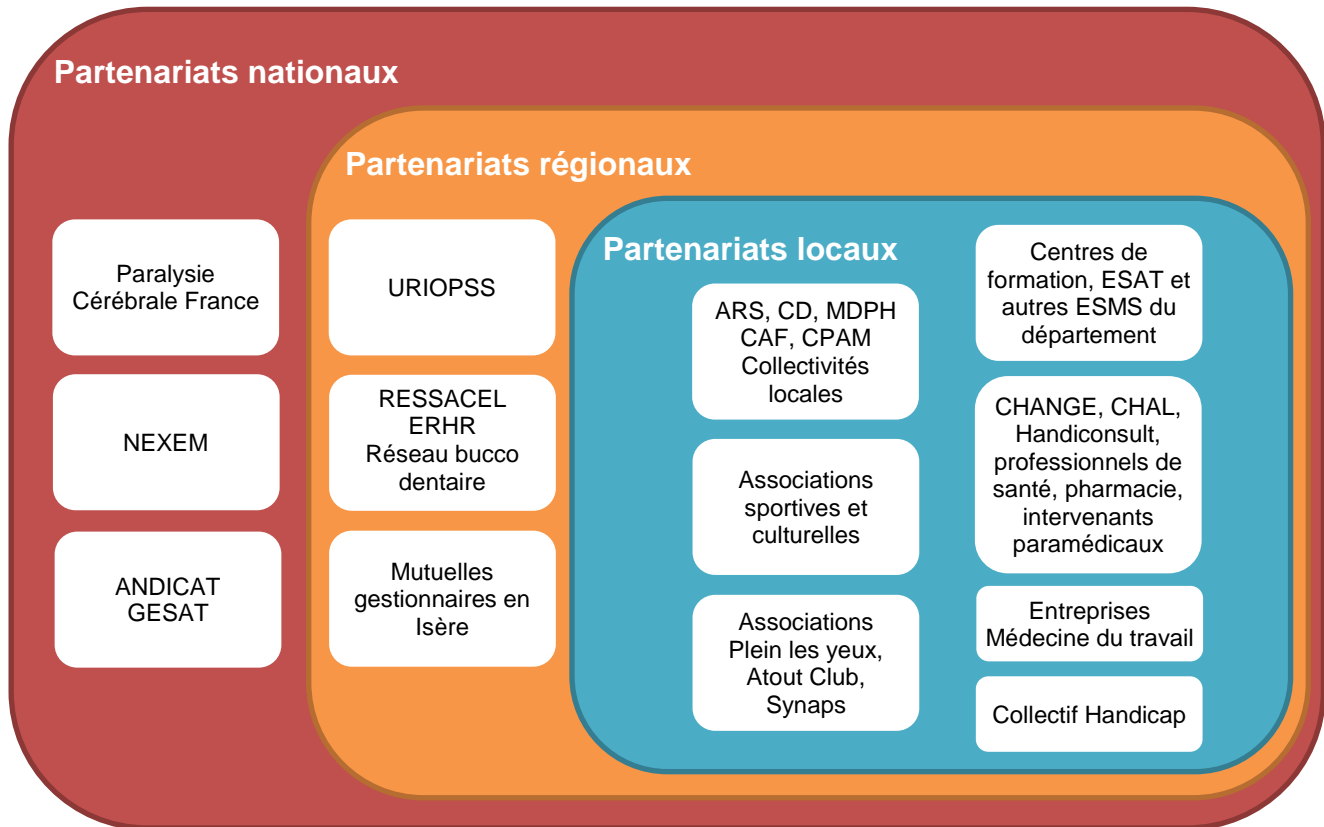 Partenariats nationaux
Paralysie
Cérébrale France
NEXEM
ANDICAT
GESAT
Partenariats régionaux
URIOPSS
RESSACEL
ERHR
Réseau bucco
dentaire
Mutuelles
gestionnaires en
Isère
Partenariats locaux
ARS, CD, MDPH
CAF, CPAM
Collectivités
locales
Associations
sportives et
culturelles
Associations
Plein les yeux,
Atout Club,
Synaps
Centres de
formation, ESAT et
autres ESMS du
département
CHANGE, CHAL,
Handiconsult,
professionnels de
santé, pharmacie,
intervenants
paramédicaux
Entreprises
Médecine du travail
Collectif Handicap